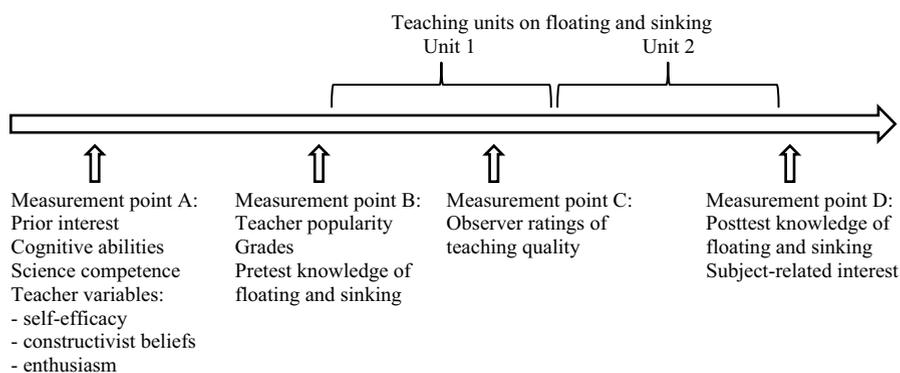 Teaching units on floating and sinking
Unit 1
Unit 2
Measurement point A:
Prior interest
Cognitive abilities
Science competence
Teacher variables:
- self-efficacy
- constructivist beliefs
- enthusiasm
Measurement point B:
Teacher popularity
Grades
Pretest knowledge of
floating and sinking
Measurement point C:
Observer ratings of
teaching quality
Measurement point D:
Posttest knowledge of
floating and sinking
Subject-related interest